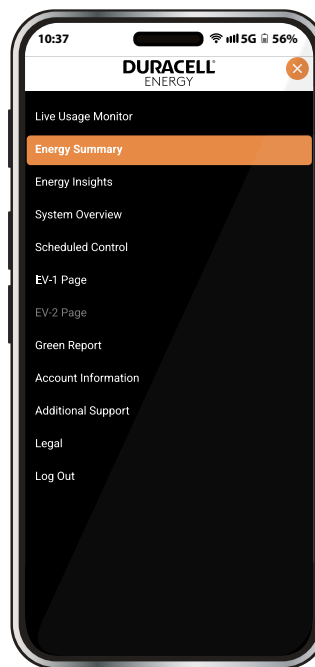 10:37 5G 56%
DURACELL
ENERGY
Live Usage Monitor
Energy Summary
Energy Insights
System Overview
Scheduled Control
EV-1 Page
EV-2 Page
Green Report
Account Information
Additional Support
Legal
Log Out